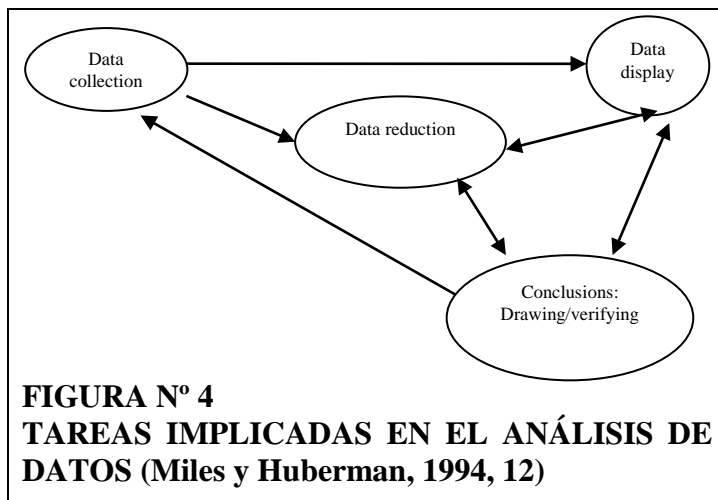 Data
collection
Data
display
Data reduction
Conclusions:
Drawing/verifying
FIGURA Nº 4
TAREAS IMPLICADAS EN EL ANÁLISIS DE
DATOS (Miles y Huberman, 1994, 12)